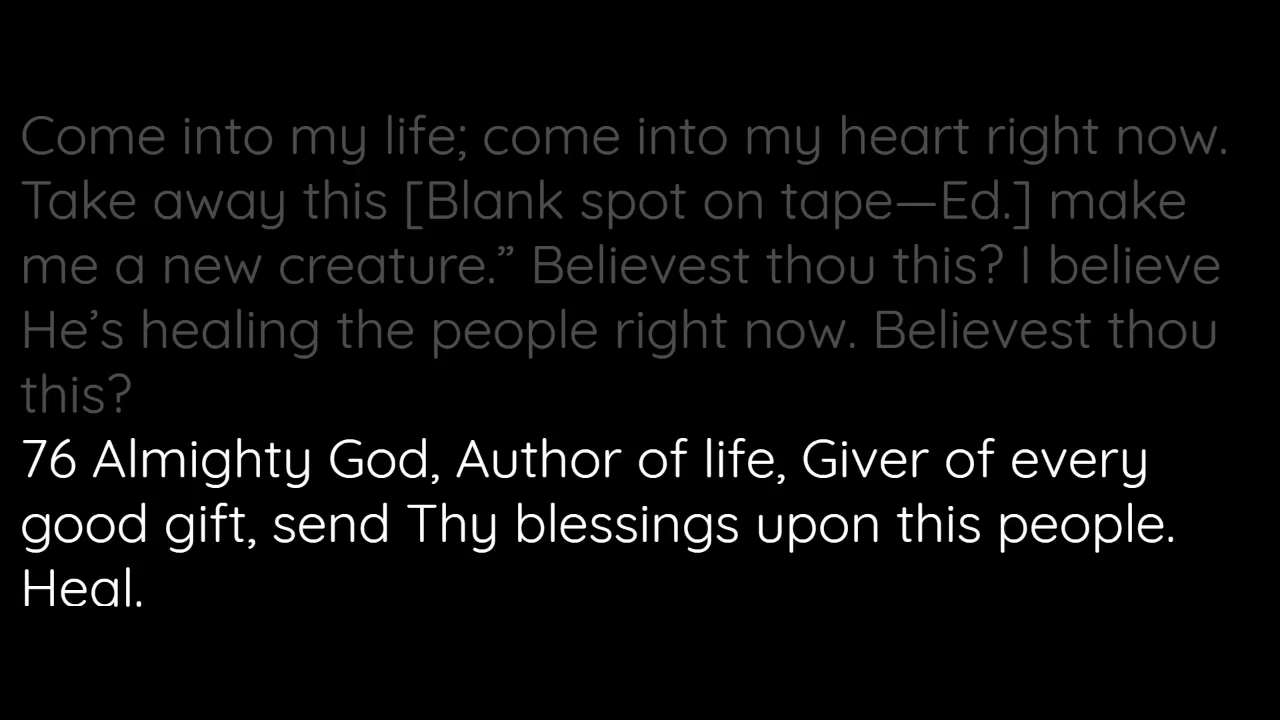 Come into my life; come into my heart right now.
Take away this [Blank spot on tape—Ed.] make
me a new creature.” Believest thou this? I believe
He’s healing the people right now. Believest thou
this?
76 Almighty God, Author of life, Giver of every
good gift, send Thy blessings upon this people.
Heal.